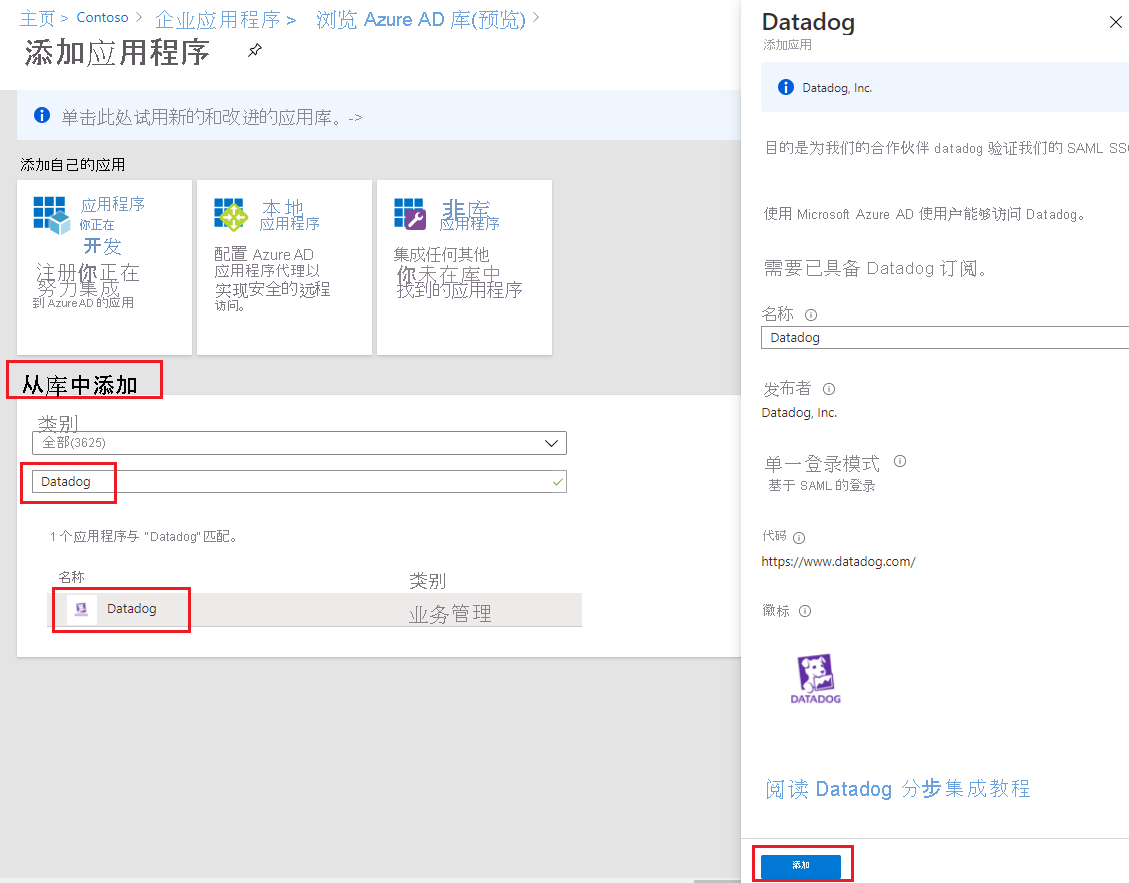 主页 > Contoso > 企业应用程序 > 浏览 Azure AD 库(预览) >
添加应用程序
单击此处试用新的和改进的应用库。->
添加自己的应用
应用程序
你正在
开发
注册你正在
努力集成
到 Azure AD 的应用
本地
应用程序
配置 Azure AD
应用程序代理以
实现安全的远程
访问。
非库
应用程序
集成任何其他
你未在库中
找到的应用程序
从库中添加
类别
全部(3625)
Datadog
1 个应用程序与 "Datadog"匹配。
名称 类别
Datadog 业务管理
Datadog
添加应用
Datadog, Inc.
目的是为我们的合作伙伴 datadog 验证我们的 SAML SSO
使用 Microsoft Azure AD 使用户能够访问 Datadog。
需要已具备 Datadog 订阅。
名称
Datadog
发布者
Datadog, Inc.
单一登录模式
基于 SAML 的登录
代码
https://www.datadog.com/
徽标
DATADOG
阅读 Datadog 分步集成教程
添加